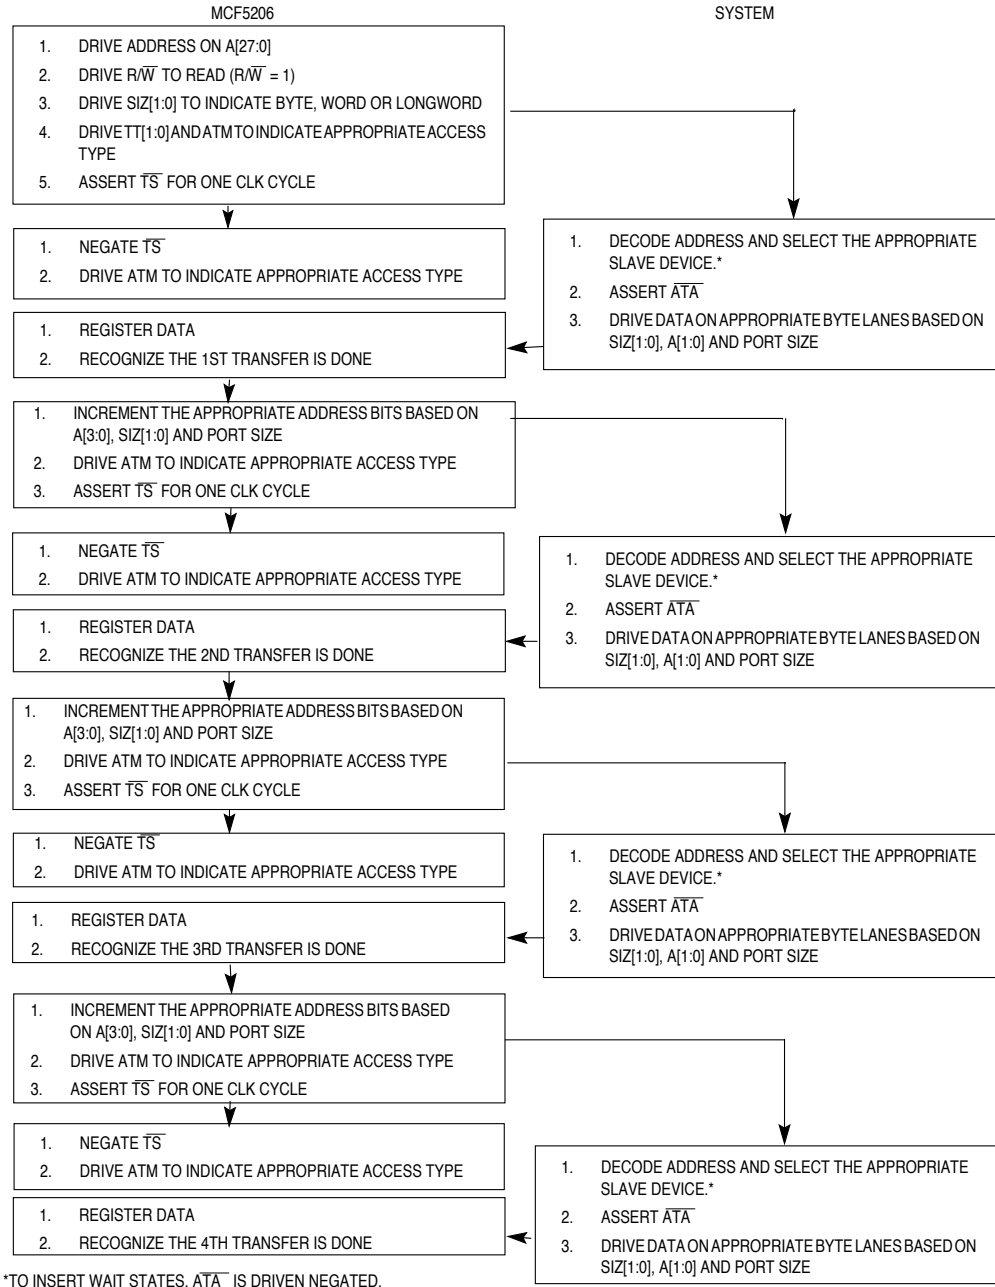 MCF5206
SYSTEM
1. DRIVE ADDRESS ON A[27:0]
2. DRIVE R/W̅ TO READ (R/W̅ = 1)
3. DRIVE SIZ[1:0] TO INDICATE BYTE, WORD OR LONGWORD
4. DRIVE TT[1:0] AND ATM TO INDICATE APPROPRIATE ACCESS
TYPE
5. ASSERT T̅S̅ FOR ONE CLK CYCLE
1. NEGATE T̅S̅
2. DRIVE ATM TO INDICATE APPROPRIATE ACCESS TYPE
1. DECODE ADDRESS AND SELECT THE APPROPRIATE
SLAVE DEVICE.*
2. ASSERT A̅T̅A̅
3. DRIVE DATA ON APPROPRIATE BYTE LANES BASED ON
SIZ[1:0], A[1:0] AND PORT SIZE
1. REGISTER DATA
2. RECOGNIZE THE 1ST TRANSFER IS DONE
1. INCREMENT THE APPROPRIATE ADDRESS BITS BASED ON
A[3:0], SIZ[1:0] AND PORT SIZE
2. DRIVE ATM TO INDICATE APPROPRIATE ACCESS TYPE
3. ASSERT T̅S̅ FOR ONE CLK CYCLE
1. NEGATE T̅S̅
2. DRIVE ATM TO INDICATE APPROPRIATE ACCESS TYPE
1. DECODE ADDRESS AND SELECT THE APPROPRIATE
SLAVE DEVICE.*
2. ASSERT A̅T̅A̅
3. DRIVE DATA ON APPROPRIATE BYTE LANES BASED ON
SIZ[1:0], A[1:0] AND PORT SIZE
1. REGISTER DATA
2. RECOGNIZE THE 2ND TRANSFER IS DONE
1. INCREMENT THE APPROPRIATE ADDRESS BITS BASED ON
A[3:0], SIZ[1:0] AND PORT SIZE
2. DRIVE ATM TO INDICATE APPROPRIATE ACCESS TYPE
3. ASSERT T̅S̅ FOR ONE CLK CYCLE
1. NEGATE T̅S̅
2. DRIVE ATM TO INDICATE APPROPRIATE ACCESS TYPE
1. DECODE ADDRESS AND SELECT THE APPROPRIATE
SLAVE DEVICE.*
2. ASSERT A̅T̅A̅
3. DRIVE DATA ON APPROPRIATE BYTE LANES BASED ON
SIZ[1:0], A[1:0] AND PORT SIZE
1. REGISTER DATA
2. RECOGNIZE THE 3RD TRANSFER IS DONE
1. INCREMENT THE APPROPRIATE ADDRESS BITS BASED
ON A[3:0], SIZ[1:0] AND PORT SIZE
2. DRIVE ATM TO INDICATE APPROPRIATE ACCESS TYPE
3. ASSERT T̅S̅ FOR ONE CLK CYCLE
1. NEGATE T̅S̅
2. DRIVE ATM TO INDICATE APPROPRIATE ACCESS TYPE
1. DECODE ADDRESS AND SELECT THE APPROPRIATE
SLAVE DEVICE.*
2. ASSERT A̅T̅A̅
3. DRIVE DATA ON APPROPRIATE BYTE LANES BASED ON
SIZ[1:0], A[1:0] AND PORT SIZE
1. REGISTER DATA
2. RECOGNIZE THE 4TH TRANSFER IS DONE
*TO INSERT WAIT STATES, A̅T̅A̅ IS DRIVEN NEGATED.